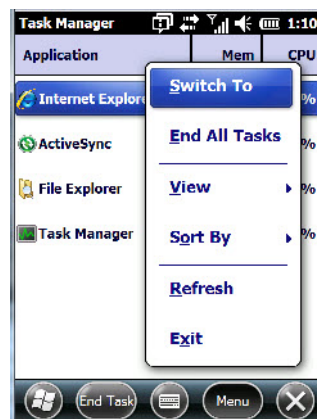 Task Manager 1:10
Application Mem CPU
Internet Explore %
ActiveSync %
File Explorer %
Task Manager %
Switch To
End All Tasks
View
Sort By
Refresh
Exit
End Task Menu